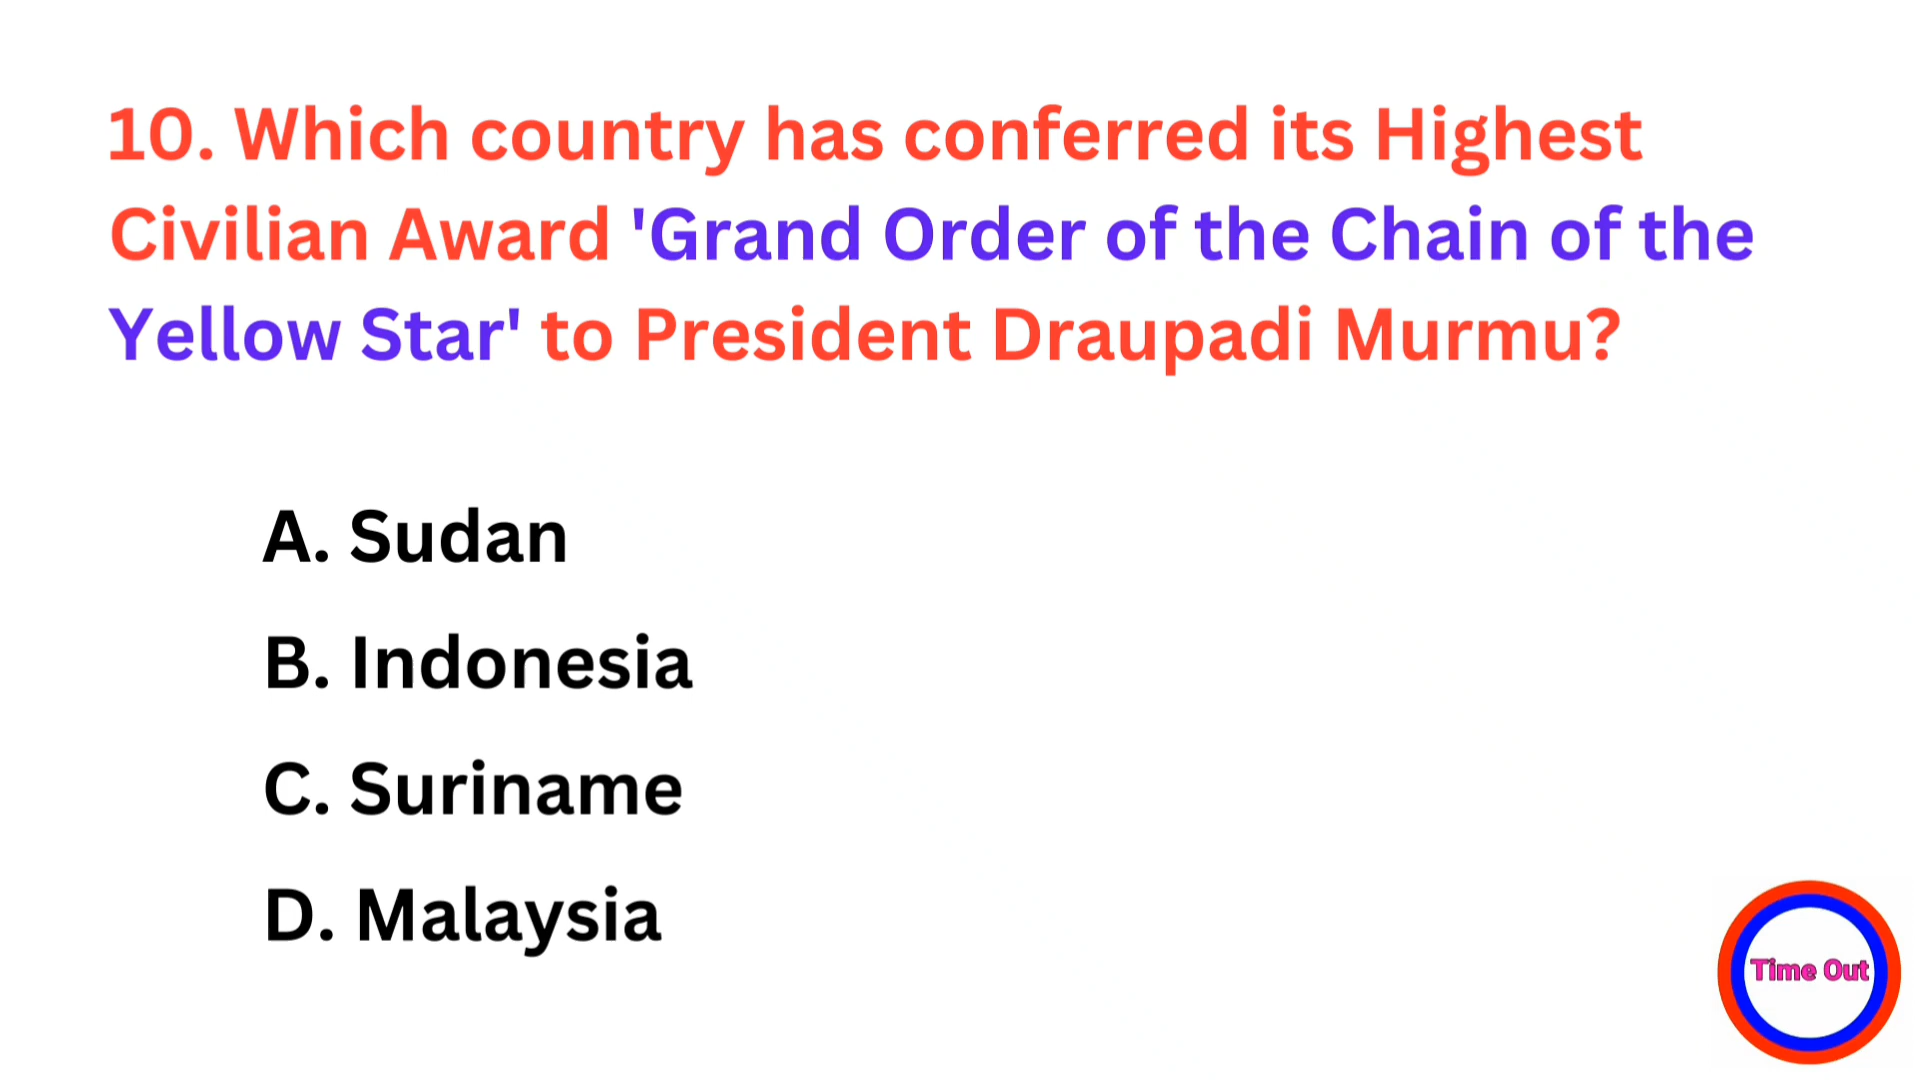 10. Which country has conferred its Highest
Civilian Award 'Grand Order of the Chain of the
Yellow Star' to President Draupadi Murmu?
A. Sudan
B. Indonesia
C. Suriname
D. Malaysia
Time Out